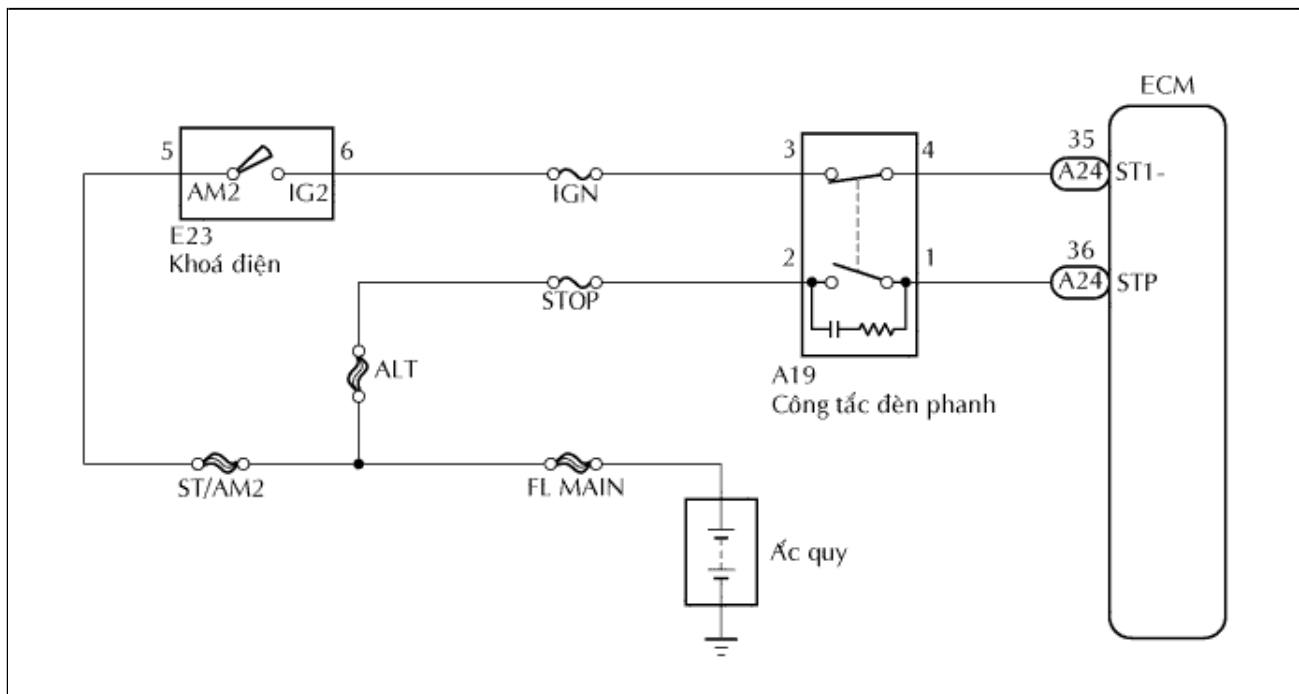 ECM
5
6
AM2
IG2
E23
Khoá điện
IGN
3
4
35
A24
ST1-
STOP
2
1
36
A24
STP
ALT
A19
Công tắc đèn phanh
ST/AM2
FL MAIN
Ắc quy